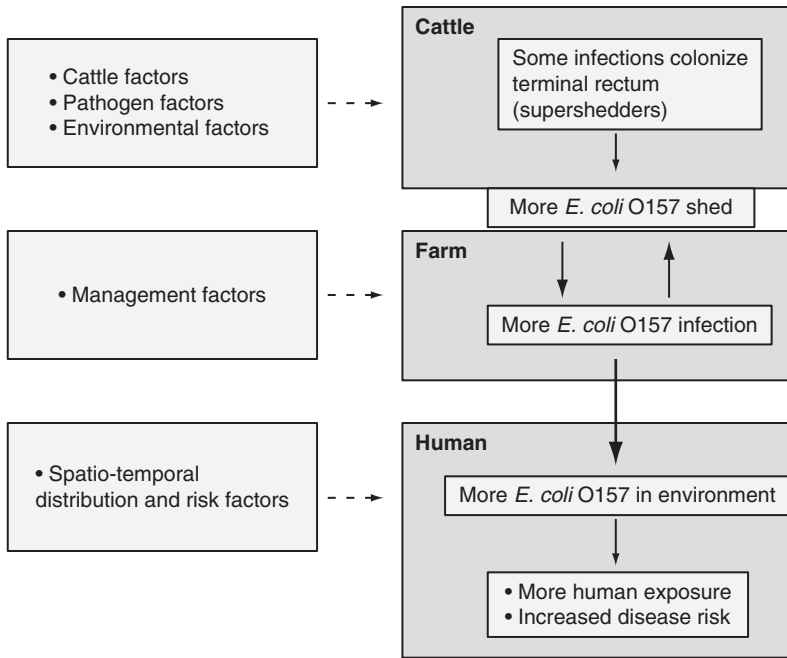 Cattle
• Cattle factors
• Pathogen factors
• Environmental factors
Some infections colonize
terminal rectum
(supershedders)
More E. coli O157 shed
Farm
• Management factors
More E. coli O157 infection
Human
• Spatio-temporal
distribution and risk factors
More E. coli O157 in environment
• More human exposure
• Increased disease risk